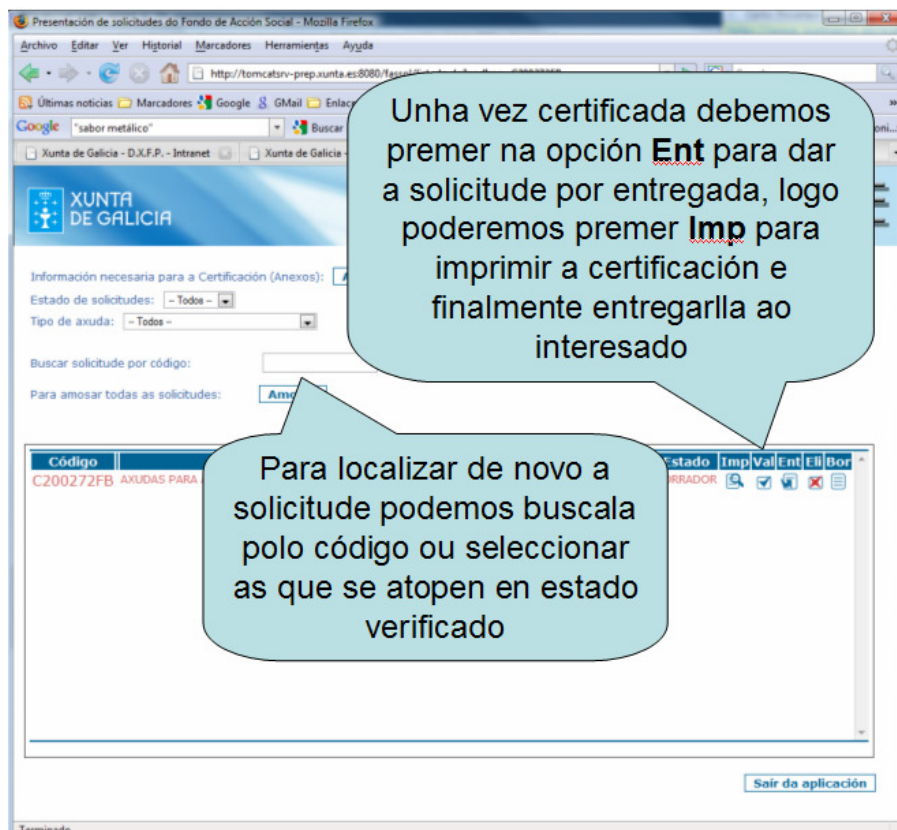 Presentación de solicitudes do Fondo de Acción Social - Mozilla Firefox
Archivo Editar Ver Historial Marcadores Herramientas Ayuda
http://tomcatsrv-prep.xunta.es:8080/
Últimas noticias Marcadores Google GMail Enlac
Google "sabor metálico" Buscar
Xunta de Galicia - D.X.F.P. - Intranet Xunta de Galicia -
XUNTA
DE GALICIA
Unha vez certificada debemos
premer na opción Ent para dar
a solicitude por entregada, logo
poderemos premer Imp para
imprimir a certificación e
finalmente entregarlla ao
interesado
Información necesaria para a Certificación (Anexos):
Estado de solicitudes: -- Todos --
Tipo de axuda: -- Todos --
Buscar solicitude por código:
Para amosar todas as solicitudes: Amo
Código Estado Imp Val Ent Eli Bor
C200272FB AXUDAS PARA RRADOR
Para localizar de novo a
solicitude podemos buscala
polo código ou seleccionar
as que se atopen en estado
verificado
Saír da aplicación
Terminado